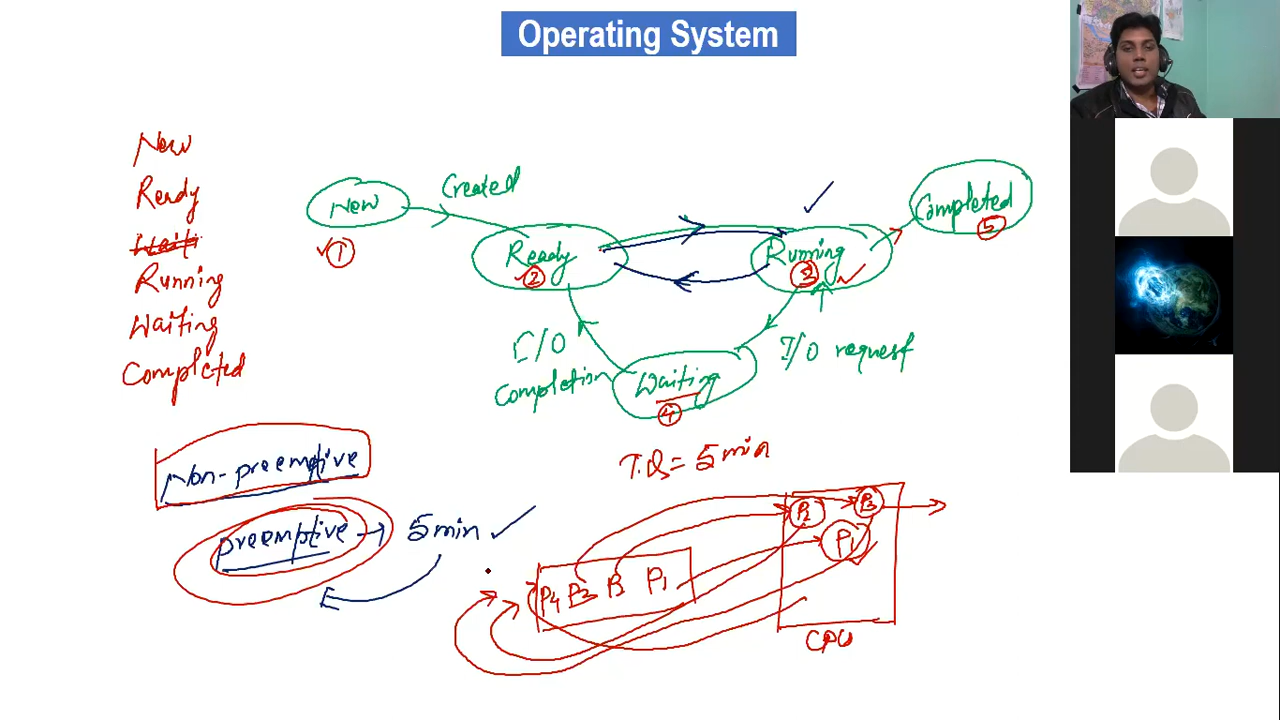 Operating System
New
Ready
Waiti
Running
Waiting
Completed
New
Created
Ready
Running
Completed
1
2
3
4
5
I/O
completion
Waiting
I/O request
Non-preemptive
preemptive
5 min
T.Q = 5 min
P4 P3 P2 P1
P2 P3
P1
CPU